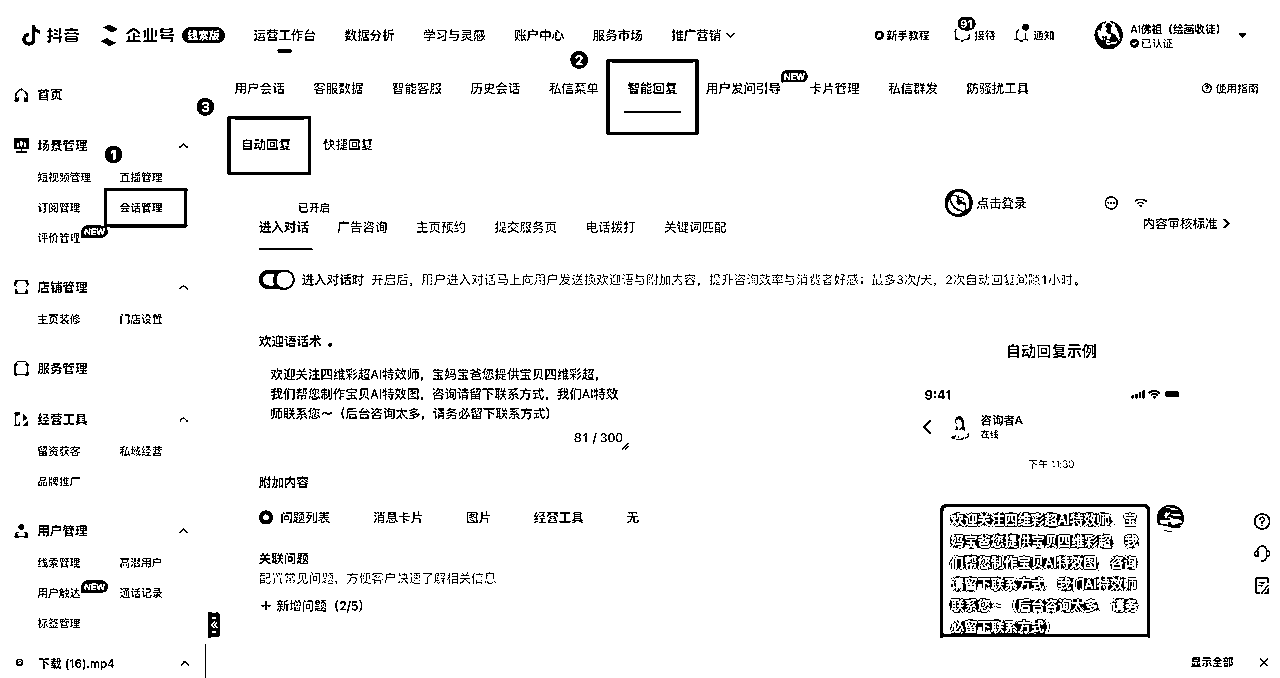 抖音 企业号 线索版 运营工作台 数据分析 学习与灵感 账户中心 服务市场 推广营销 新手教程 91 接待 通知 AI佛祖（绘画收徒）
已认证
首页
场景管理
1
短视频管理 直播管理
订阅管理 会话管理
评价管理 NEW
店铺管理
主页装修 门店设置
服务管理
经营工具
留资获客 私域经营
品牌推广
用户管理
线索管理 高潜用户
用户触达 NEW 通话记录
标签管理
下载 (16).mp4
2
用户会话 客服数据 智能客服 历史会话 私信菜单 智能回复 用户发问引导 NEW 卡片管理 私信群发 防骚扰工具 使用指南
3
自动回复 快捷回复
点击登录
已开启
进入对话 广告咨询 主页预约 提交服务页 电话拨打 关键词匹配 内容审核标准
进入对话时 开启后，用户进入对话马上向用户发送换欢迎语与附加内容，提升咨询效率与消费者好感；最多3次/天，2次自动回复间隔1小时。
欢迎语话术
欢迎关注四维彩超AI特效师，宝妈宝爸您提供宝贝四维彩超，
我们帮您制作宝贝AI特效图，咨询请留下联系方式，我们AI特效
师联系您～（后台咨询太多，请务必留下联系方式）
81 / 300
附加内容
问题列表 消息卡片 图片 经营工具 无
关联问题
配置常见问题，方便客户快速了解相关信息
+ 新增问题（2/5）
自动回复示例
9:41
咨询者A
在线
下午 11:30
欢迎关注四维彩超AI特效师，宝
妈宝爸您提供宝贝四维彩超，我
们帮您制作宝贝AI特效图，咨询
请留下联系方式，我们AI特效师
联系您～（后台咨询太多，请务
必留下联系方式）
显示全部